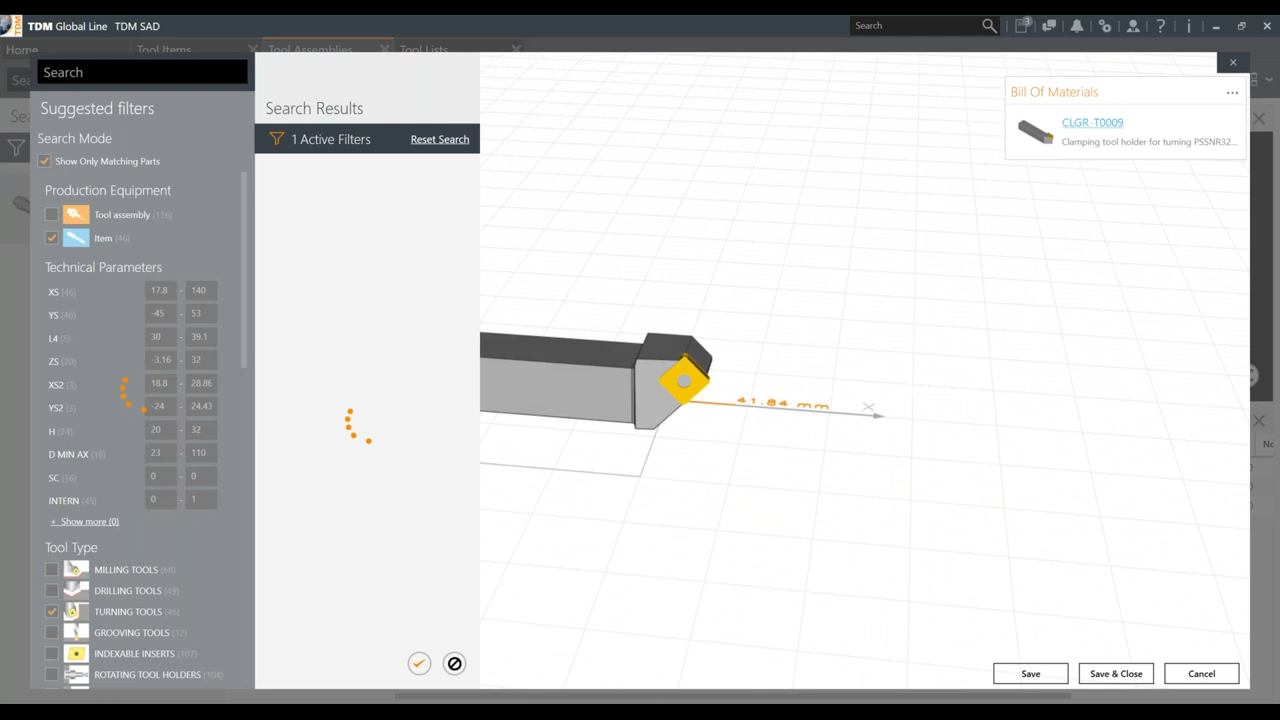 TDM Global Line TDM SAD
Search
3
Home
Tool Items
Tool Assemblies
Tool Lists
Search
Suggested filters
Search Mode
Show Only Matching Parts
Production Equipment
Tool assembly (116)
Item (46)
Technical Parameters
XS (46) 17.8 - 140
YS (46) -45 - 53
L4 (5) 30 - 39.1
ZS (20) -3.16 - 32
XS2 (3) 18.8 - 28.86
YS2 (3) -24 - 24.43
H (24) 20 - 32
D MIN AX (18) 23 - 110
SC (16) 0 - 0
INTERN (45) 0 - 1
+ Show more (0)
Tool Type
MILLING TOOLS (68)
DRILLING TOOLS (49)
TURNING TOOLS (46)
GROOVING TOOLS (12)
INDEXABLE INSERTS (107)
ROTATING TOOL HOLDERS (104)
Search Results
1 Active Filters Reset Search
41.84 mm
X
Bill Of Materials
CLGR-T0009
Clamping tool holder for turning PSSNR32...
Save
Save & Close
Cancel